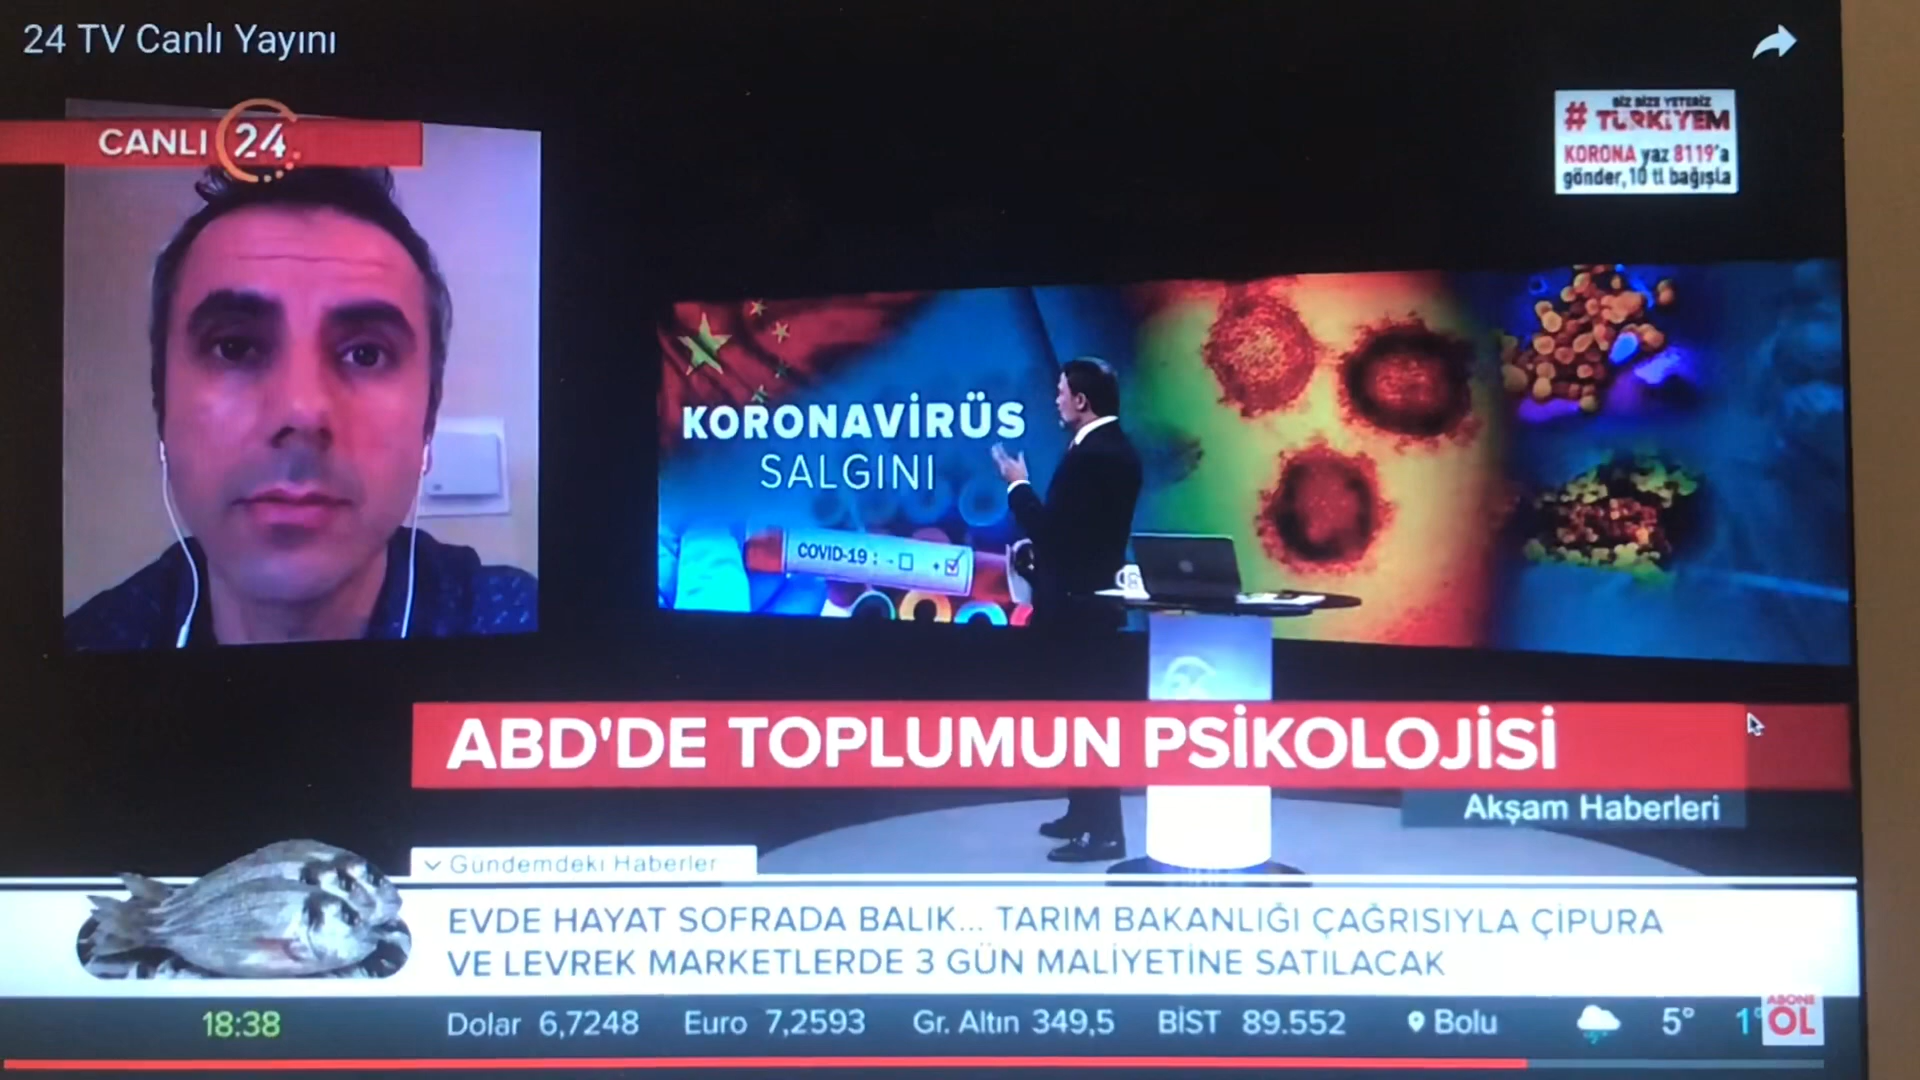 24 TV Canlı Yayını
CANLI 24
BİZ BİZE YETERİZ
# TÜRKİYEM
KORONA yaz 8119'a
gönder, 10 tl bağışla
KORONAVİRÜS
SALGINI
COVID-19 : - +
ABD'DE TOPLUMUN PSİKOLOJİSİ
Akşam Haberleri
Gündemdeki Haberler
EVDE HAYAT SOFRADA BALIK... TARIM BAKANLIĞI ÇAĞRISIYLA ÇİPURA
VE LEVREK MARKETLERDE 3 GÜN MALİYETİNE SATILACAK
18:38 Dolar 6,7248 Euro 7,2593 Gr. Altın 349,5 BİST 89.552 Bolu 5° 1°
ABONE
OL